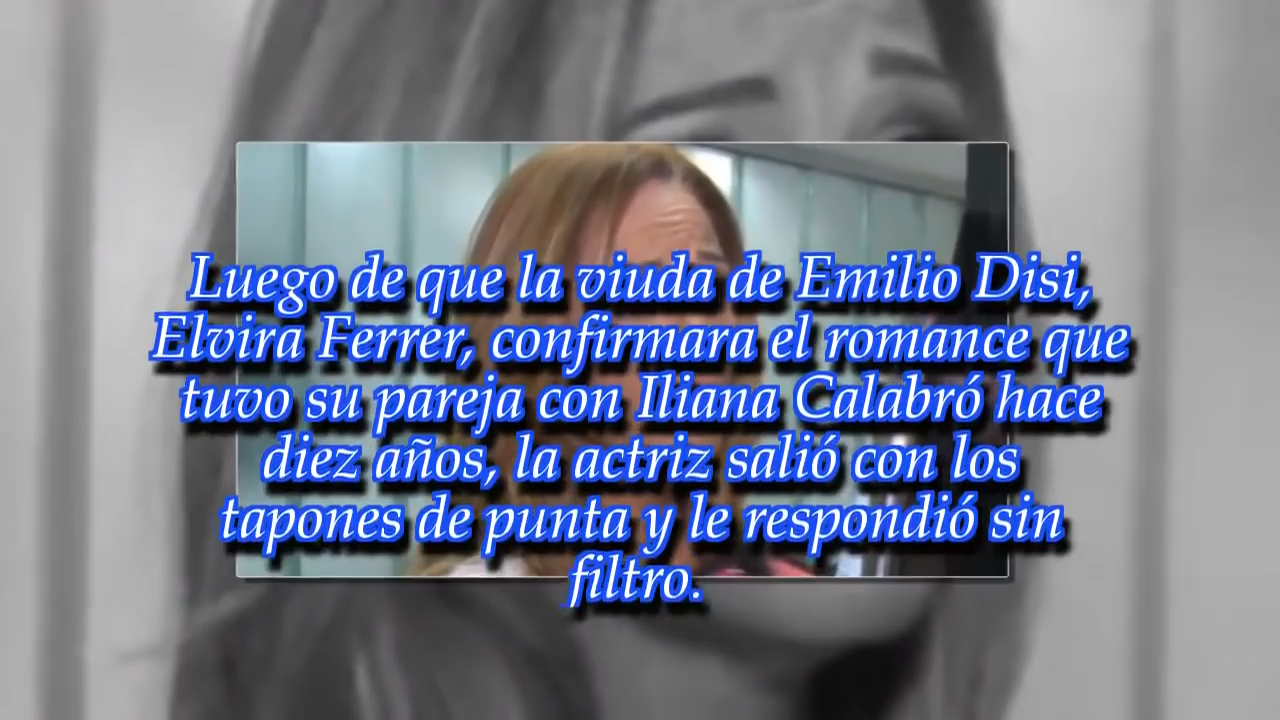 Luego de que la viuda de Emilio Disi,
Elvira Ferrer, confirmara el romance que
tuvo su pareja con Iliana Calabró hace
diez años, la actriz salió con los
tapones de punta y le respondió sin
filtro.